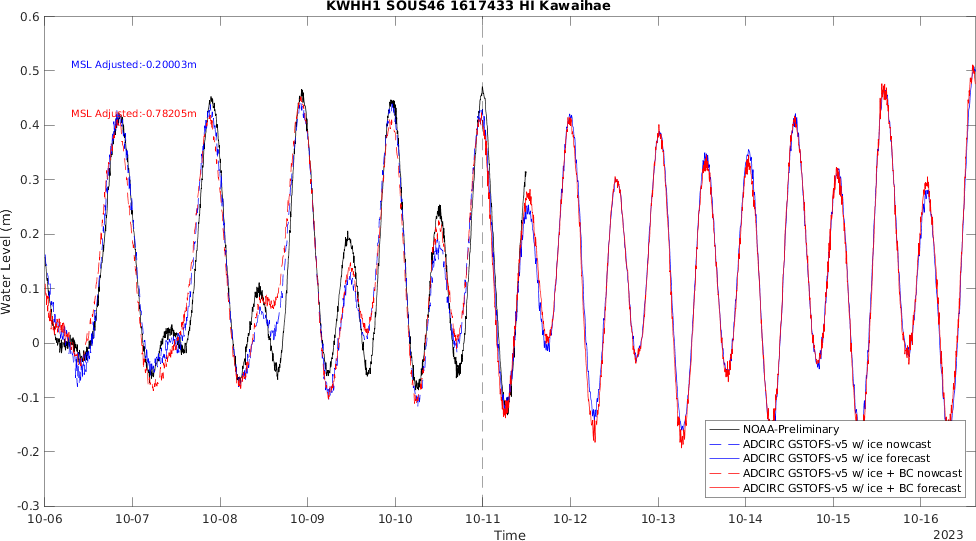 KWHH1 SOUS46 1617433 HI Kawaihae
0.6
0.5
0.4
0.3
0.2
0.1
0
-0.1
-0.2
-0.3
Water Level (m)
MSL Adjusted:-0.20003m
MSL Adjusted:-0.78205m
NOAA-Preliminary
ADCIRC GSTOFS-v5 w/ ice nowcast
ADCIRC GSTOFS-v5 w/ ice forecast
ADCIRC GSTOFS-v5 w/ ice + BC nowcast
ADCIRC GSTOFS-v5 w/ ice + BC forecast
10-06 10-07 10-08 10-09 10-10 10-11 10-12 10-13 10-14 10-15 10-16
Time
2023